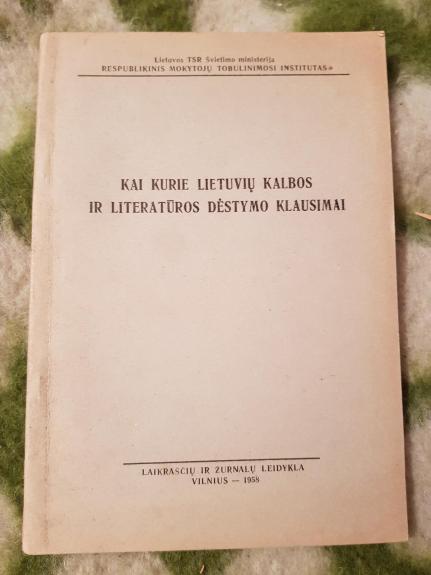 Lietuvos TSR Švietimo ministerija
RESPUBLIKINIS MOKYTOJŲ TOBULINIMOSI INSTITUTAS
KAI KURIE LIETUVIŲ KALBOS
IR LITERATŪROS DĖSTYMO KLAUSIMAI
LAIKRAŠČIŲ IR ŽURNALŲ LEIDYKLA
VILNIUS — 1958